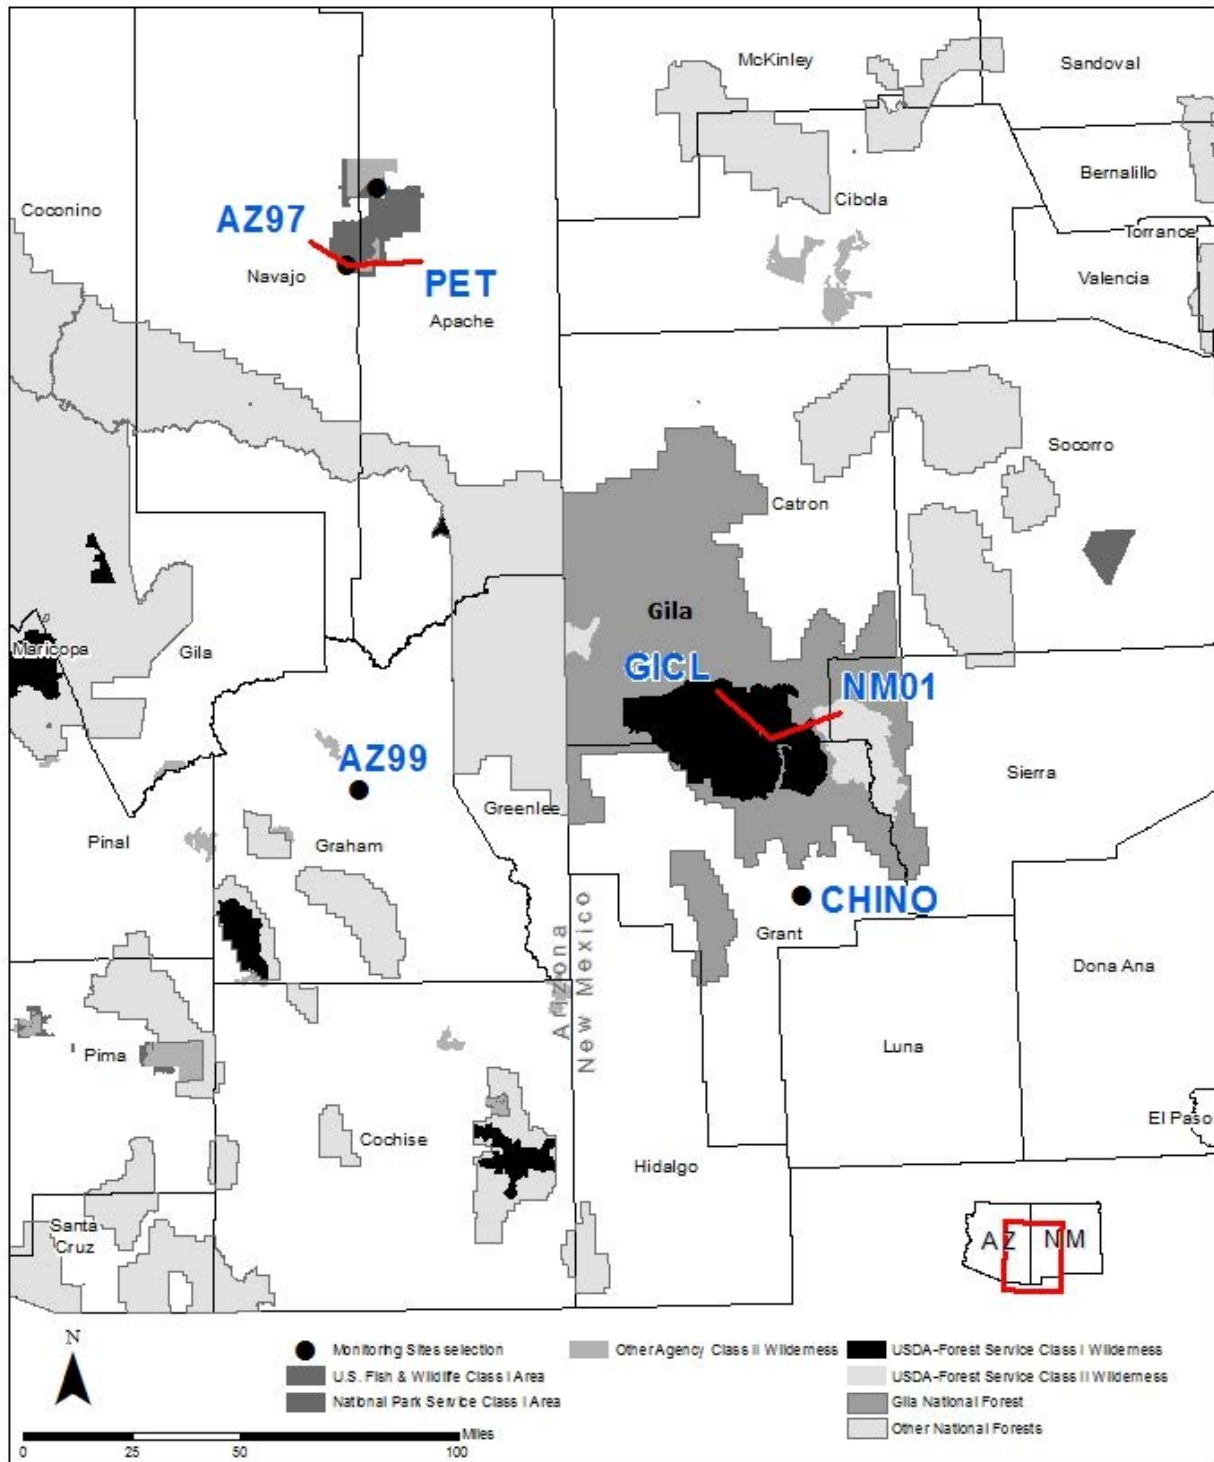 McKinley
Sandoval
Bernalillo
Coconino
Cibola
AZ97
Torrance
Navajo
Valencia
PET
Apache
Socorro
Catron
Gila
Maricopa
Gila
GICL
NM01
AZ99
Sierra
Greenlee
Pinal
Graham
CHINO
Grant
Arizona
New Mexico
Dona Ana
Pima
Luna
El Paso
Cochise
Hidalgo
Santa
Cruz
AZ
NM
N
Monitoring Sites selection
U.S. Fish & Wildlife Class I Area
National Park Service Class I Area
Other Agency Class II Wilderness
USDA-Forest Service Class I Wilderness
USDA-Forest Service Class II Wilderness
Gila National Forest
Other National Forests
Miles
0 25 50 100